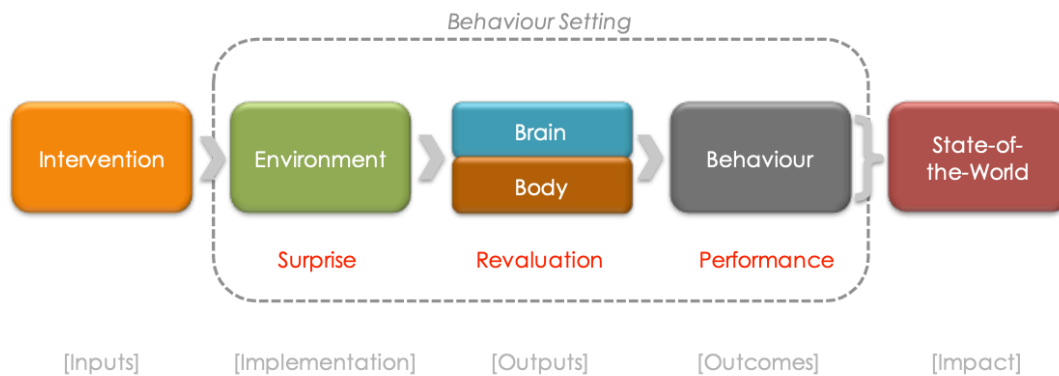 Behaviour Setting
Intervention
Environment
Brain
Body
Behaviour
State-of-
the-World
Surprise
Revaluation
Performance
[Inputs]
[Implementation]
[Outputs]
[Outcomes]
[Impact]